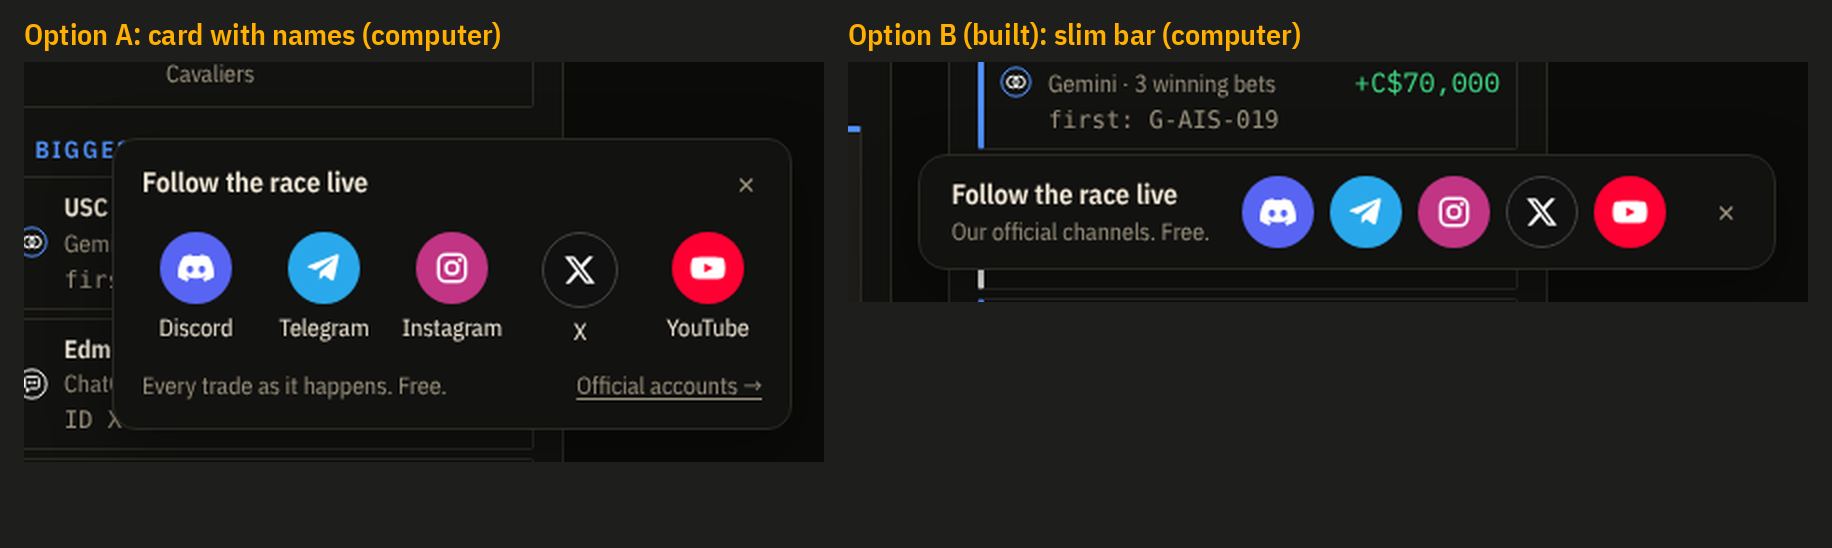 Option A: card with names (computer)
Cavaliers
BIGGE
Follow the race live
×
USC
Gem
firs
Discord
Telegram
Instagram
X
YouTube
Edm
Chat
ID X
Every trade as it happens. Free.
Official accounts →
Option B (built): slim bar (computer)
Gemini · 3 winning bets
+C$70,000
first: G-AIS-019
Follow the race live
Our official channels. Free.
×